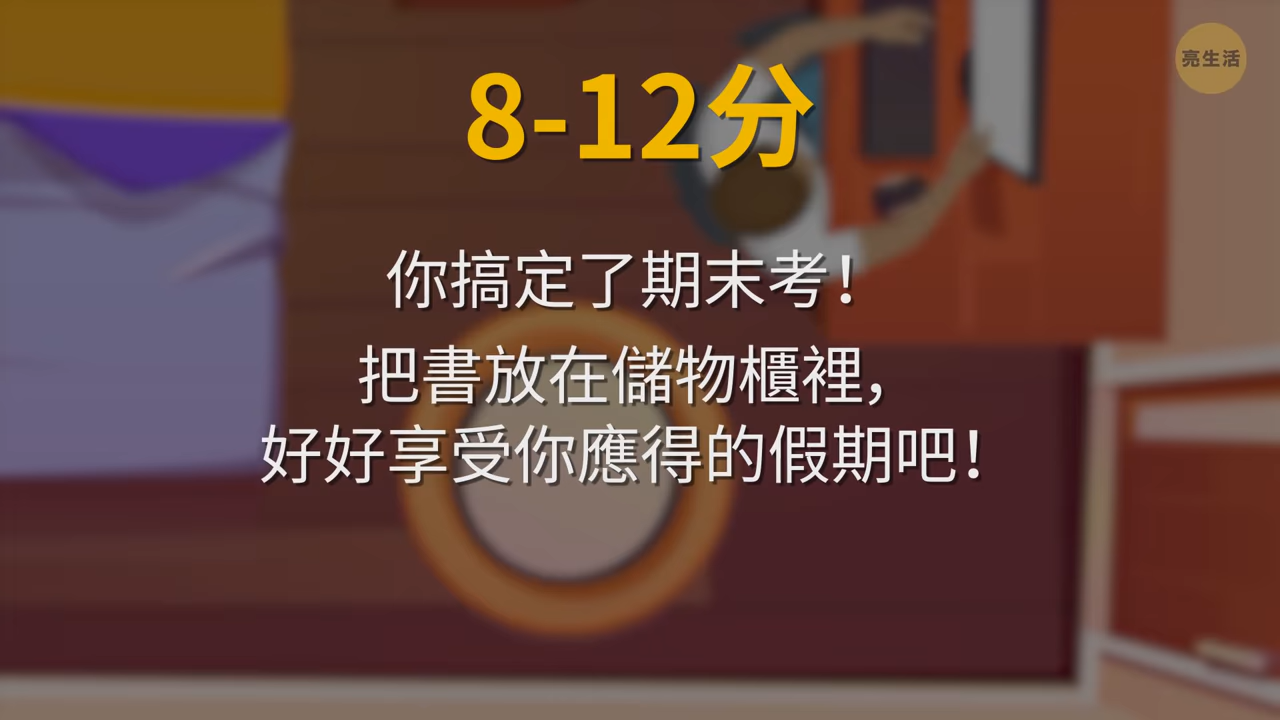 亮生活
8-12分
你搞定了期末考！
把書放在儲物櫃裡，
好好享受你應得的假期吧！